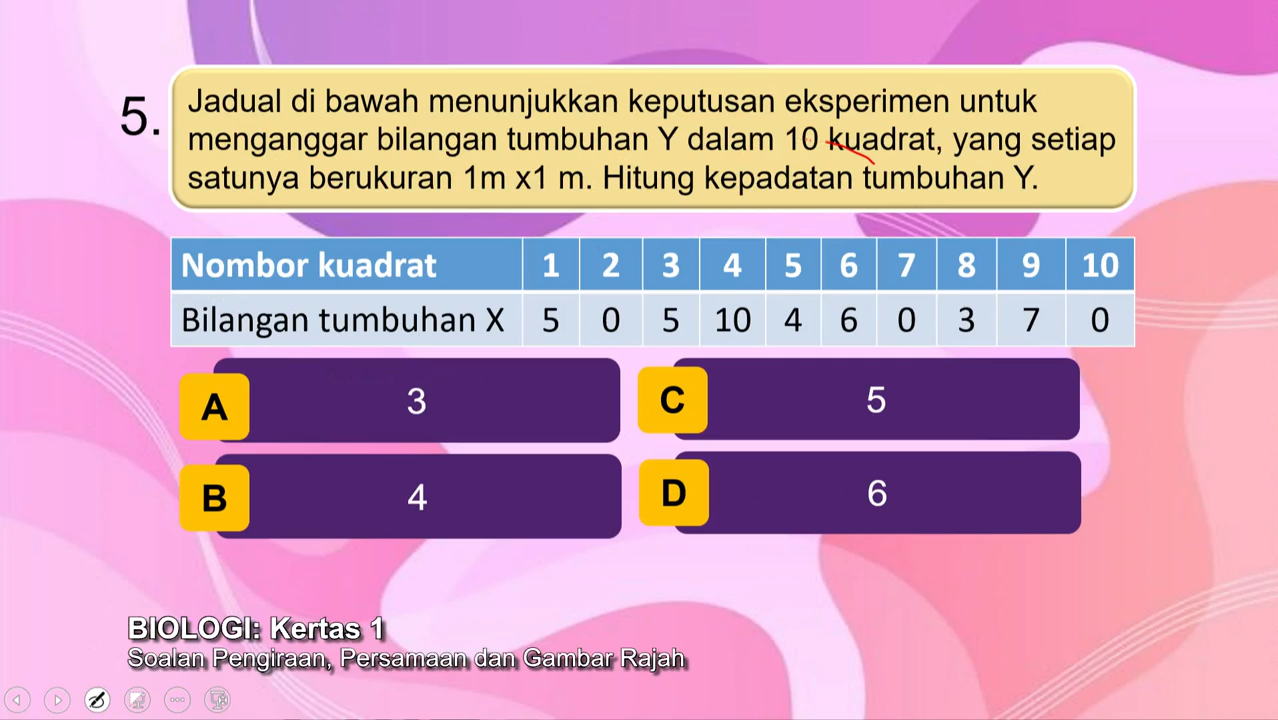 5.
Jadual di bawah menunjukkan keputusan eksperimen untuk
menganggar bilangan tumbuhan Y dalam 10 kuadrat, yang setiap
satunya berukuran 1m x1 m. Hitung kepadatan tumbuhan Y.
Nombor kuadrat 1 2 3 4 5 6 7 8 9 10
Bilangan tumbuhan X 5 0 5 10 4 6 0 3 7 0
A 3
C 5
B 4
D 6
BIOLOGI: Kertas 1
Soalan Pengiraan, Persamaan dan Gambar Rajah